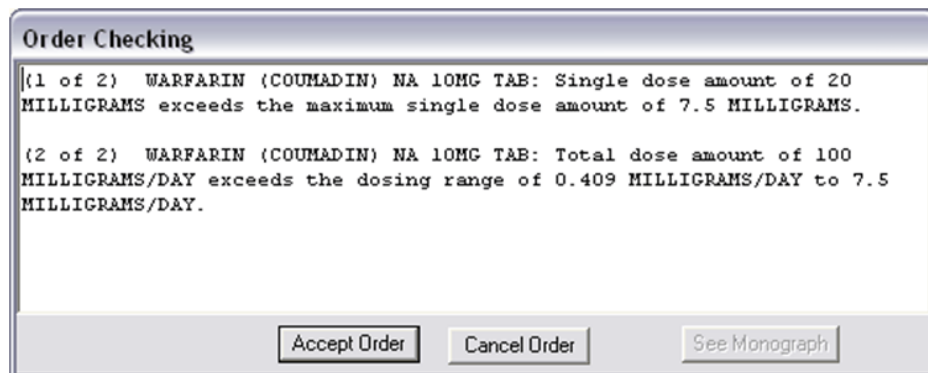 Order Checking
(1 of 2)  WARFARIN (COUMADIN) NA 10MG TAB: Single dose amount of 20
MILLIGRAMS exceeds the maximum single dose amount of 7.5 MILLIGRAMS.
(2 of 2)  WARFARIN (COUMADIN) NA 10MG TAB: Total dose amount of 100
MILLIGRAMS/DAY exceeds the dosing range of 0.409 MILLIGRAMS/DAY to 7.5
MILLIGRAMS/DAY.
Accept Order Cancel Order See Monograph